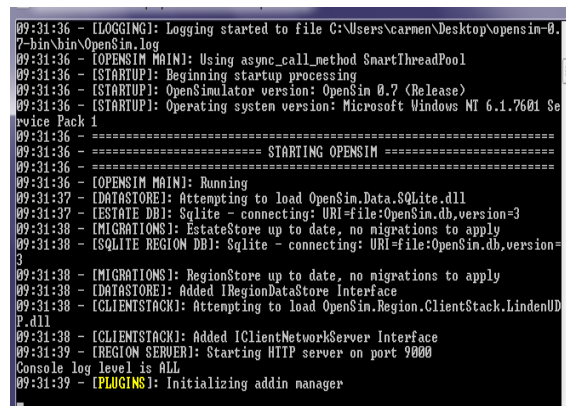 09:31:36 - [LOGGING]: Logging started to file C:\Users\carmen\Desktop\opensim-0.
7-bin\bin\OpenSim.log
09:31:36 - [OPENSIM MAIN]: Using async_call_method SmartThreadPool
09:31:36 - [STARTUP]: Beginning startup processing
09:31:36 - [STARTUP]: OpenSimulator version: OpenSim 0.7 (Release)
09:31:36 - [STARTUP]: Operating system version: Microsoft Windows NT 6.1.7601 Se
rvice Pack 1
09:31:36 - =======================================================
09:31:36 - ========================= STARTING OPENSIM =========================
09:31:36 - =======================================================
09:31:36 - [OPENSIM MAIN]: Running
09:31:37 - [DATASTORE]: Attempting to load OpenSim.Data.SQLite.dll
09:31:37 - [ESTATE DB]: Sqlite - connecting: URI=file:OpenSim.db,version=3
09:31:38 - [MIGRATIONS]: EstateStore up to date, no migrations to apply
09:31:38 - [SQLITE REGION DB]: Sqlite - connecting: URI=file:OpenSim.db,version=
3
09:31:38 - [MIGRATIONS]: RegionStore up to date, no migrations to apply
09:31:38 - [DATASTORE]: Added IRegionDataStore Interface
09:31:38 - [CLIENTSTACK]: Attempting to load OpenSim.Region.ClientStack.LindenUD
P.dll
09:31:38 - [CLIENTSTACK]: Added IClientNetworkServer Interface
09:31:39 - [REGION SERVER]: Starting HTTP server on port 9000
Console log level is ALL
09:31:39 - [PLUGINS]: Initializing addin manager